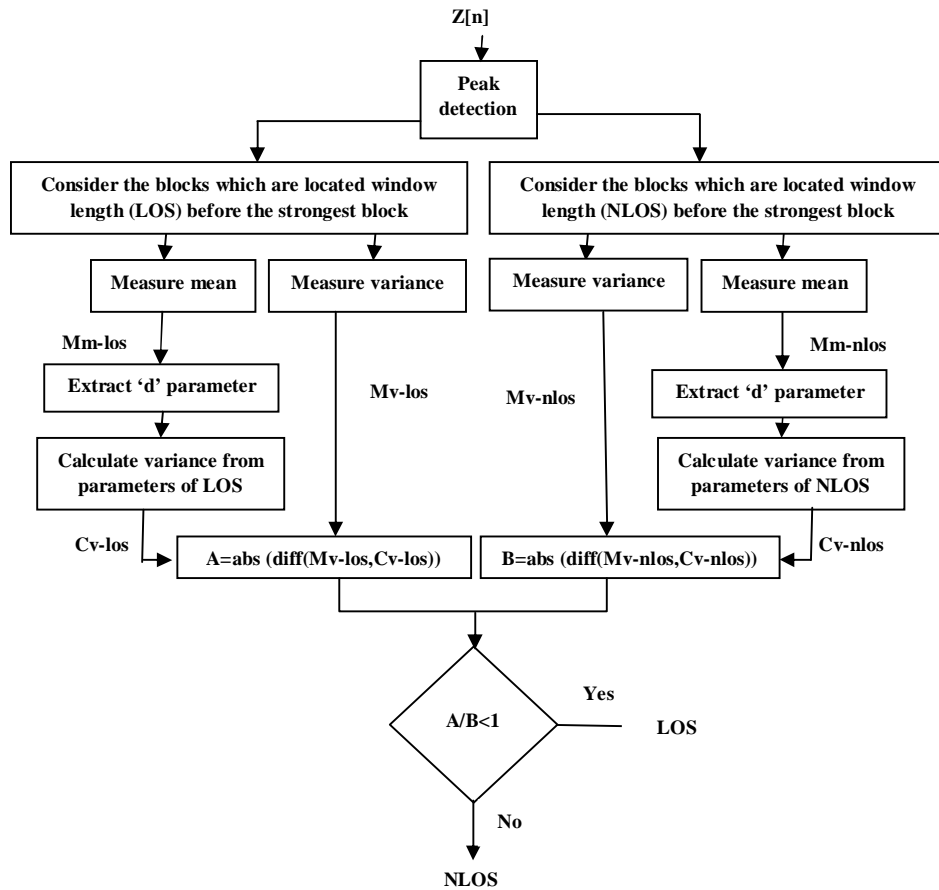 Z[n]
Peak
detection
Consider the blocks which are located window
length (LOS) before the strongest block
Consider the blocks which are located window
length (NLOS) before the strongest block
Measure mean
Measure variance
Measure variance
Measure mean
Mm-los
Mm-nlos
Extract ‘d’ parameter
Mv-los
Mv-nlos
Extract ‘d’ parameter
Calculate variance from
parameters of LOS
Calculate variance from
parameters of NLOS
Cv-los
Cv-nlos
A=abs (diff(Mv-los,Cv-los))
B=abs (diff(Mv-nlos,Cv-nlos))
A/B<1
Yes
LOS
No
NLOS